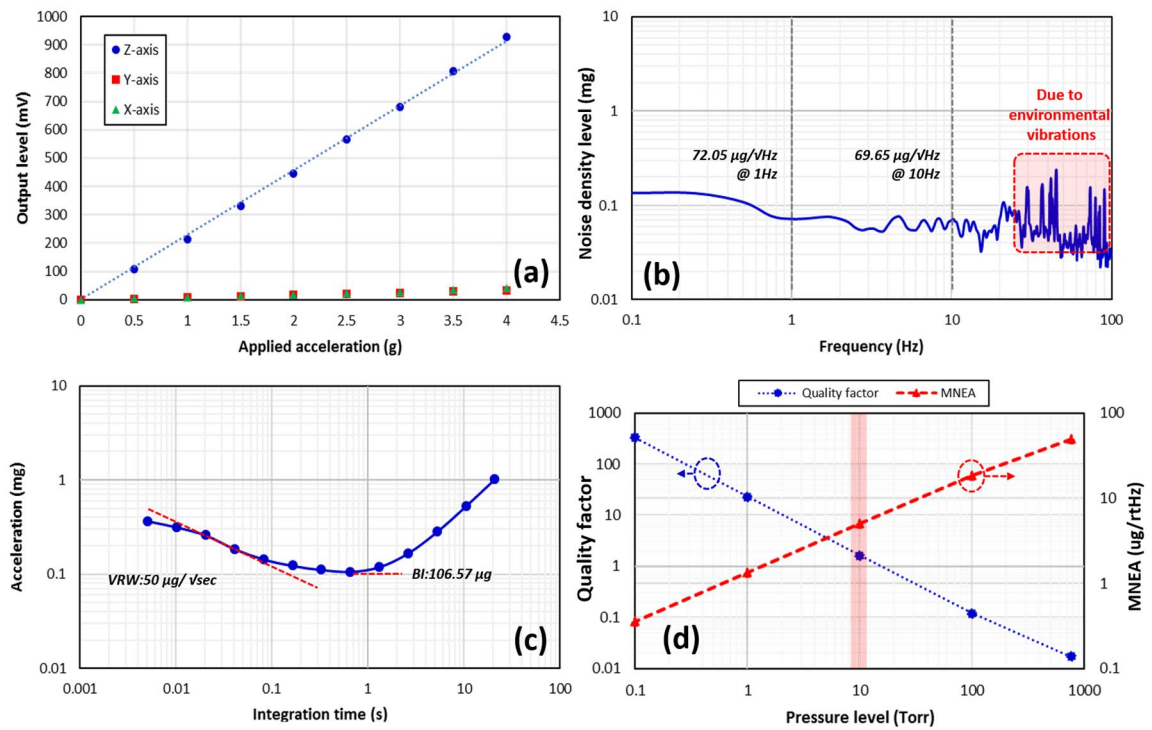 1000
900
800
700
600
500
400
300
200
100
0
Output level (mV)
Z-axis
Y-axis
X-axis
(a)
0 0.5 1 1.5 2 2.5 3 3.5 4 4.5
Applied acceleration (g)
10
1
0.1
0.01
Noise density level (mg)
72.05 µg/√Hz
@ 1Hz
69.65 µg/√Hz
@ 10Hz
Due to
environmental
vibrations
(b)
0.1 1 10 100
Frequency (Hz)
10
1
0.1
0.01
Acceleration (mg)
VRW:50 µg/ √sec
BI:106.57 µg
(c)
0.001 0.01 0.1 1 10 100
Integration time (s)
Quality factor MNEA
1000
100
10
1
0.1
0.01
Quality factor
100
10
1
0.1
MNEA (ug/rtHz)
(d)
0.1 1 10 100 1000
Pressure level (Torr)